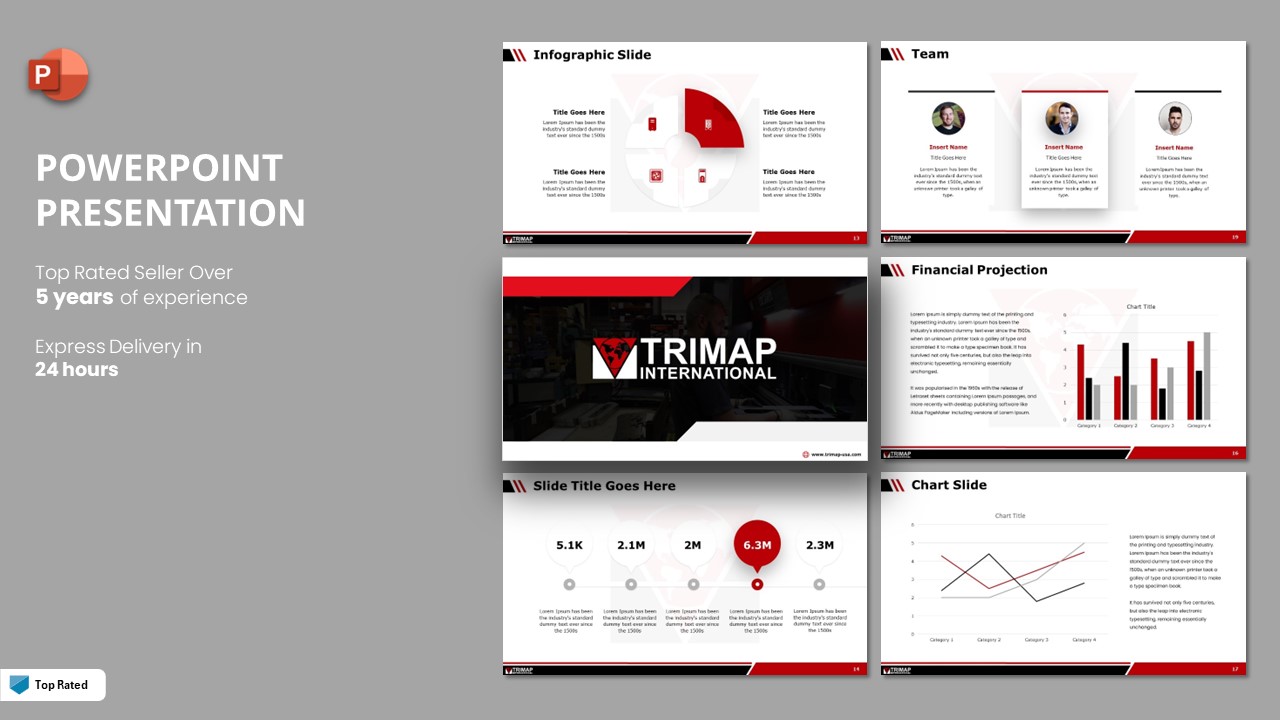 P
POWERPOINT
PRESENTATION
Top Rated Seller Over
5 years of experience
Express Delivery in
24 hours
Top Rated
Infographic Slide
Title Goes Here
Lorem Ipsum has been the
industry's standard dummy
text ever since the 1500s
Title Goes Here
Lorem Ipsum has been the
industry's standard dummy
text ever since the 1500s
Title Goes Here
Lorem Ipsum has been the
industry's standard dummy
text ever since the 1500s
Title Goes Here
Lorem Ipsum has been the
industry's standard dummy
text ever since the 1500s
TRIMAP
13
Team
Insert Name
Title Goes Here
Lorem Ipsum has been the
industry's standard dummy text
ever since the 1500s, when an
unknown printer took a galley of
type.
Insert Name
Title Goes Here
Lorem Ipsum has been the
industry's standard dummy text
ever since the 1500s, when an
unknown printer took a galley of
type.
Insert Name
Title Goes Here
Lorem Ipsum has been the
industry's standard dummy text
ever since the 1500s, when an
unknown printer took a galley of
type.
TRIMAP
TRIMAP
INTERNATIONAL
www.trimap-usa.com
Financial Projection
Lorem Ipsum is simply dummy text of the printing and
typesetting industry. Lorem Ipsum has been the
industry's standard dummy text ever since the 1500s,
when an unknown printer took a galley of type and
scrambled it to make a type specimen book. It has
survived not only five centuries, but also the leap into
electronic typesetting, remaining essentially
unchanged.
It was popularised in the 1960s with the release of
Letraset sheets containing Lorem Ipsum passages, and
more recently with desktop publishing software like
Aldus PageMaker including versions of Lorem Ipsum.
Chart Title
6
5
4
3
2
1
0
Category 1 Category 2 Category 3 Category 4
TRIMAP
16
Slide Title Goes Here
5.1K 2.1M 2M 6.3M 2.3M
Lorem Ipsum has been
dummy text ever since
the 1500s
Lorem Ipsum has been
dummy text ever since
the 1500s
Lorem Ipsum has been
dummy text ever since
the 1500s
Lorem Ipsum has been
dummy text ever since
the 1500s
Lorem Ipsum has been
dummy text ever since
the 1500s
TRIMAP
Chart Slide
Chart Title
6
5
4
3
2
1
0
Category 1 Category 2 Category 3 Category 4
Lorem Ipsum is simply dummy text of
the printing and typesetting industry.
Lorem Ipsum has been the industry's
standard dummy text ever since the
1500s, when an unknown printer took a
galley of type and scrambled it to make
a type specimen book.
It has survived not only five centuries,
but also the leap into electronic
typesetting, remaining essentially
unchanged.
TRIMAP
17